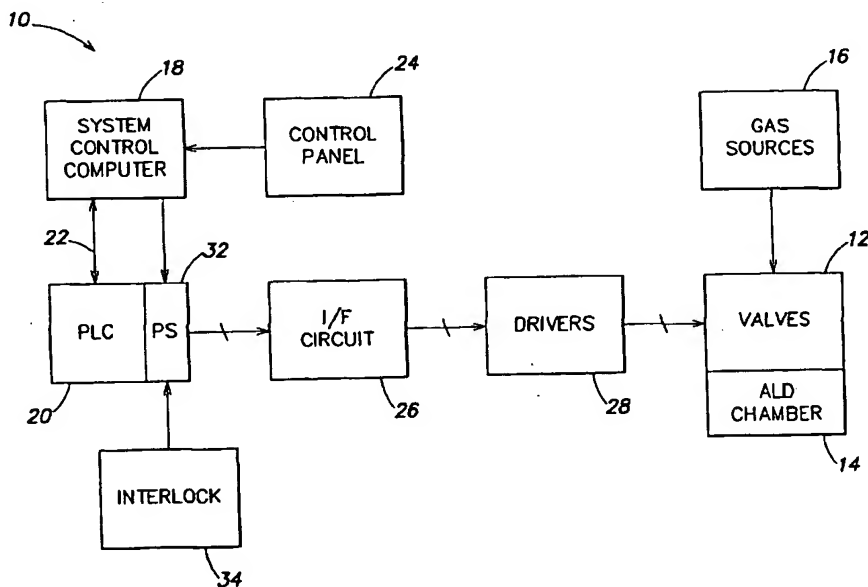 10
18
SYSTEM
CONTROL
COMPUTER
24
CONTROL
PANEL
16
GAS
SOURCES
22
32
12
PLC
PS
I/F
CIRCUIT
DRIVERS
VALVES
20
26
28
ALD
CHAMBER
14
INTERLOCK
34